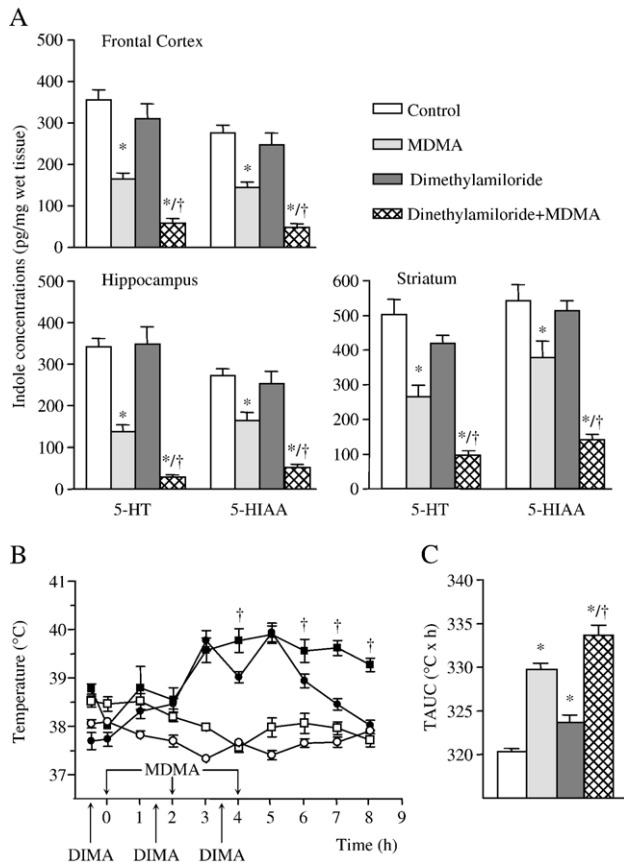 A
Frontal Cortex
500
400
300
200
100
0
*
*/†
*
*/†
Control
MDMA
Dimethylamiloride
Dinethylamiloride+MDMA
Indole concentrations (pg/mg wet tissue)
Hippocampus
400
300
200
100
0
*
*/†
*
*/†
5-HT
5-HIAA
Striatum
600
500
400
300
200
100
0
*
*/†
*
*/†
5-HT
5-HIAA
B
Temperature (°C)
41
40
39
38
37
† † † †
MDMA
0 1 2 3 4 5 6 7 8 9
Time (h)
DIMA DIMA DIMA
C
TAUC (°C x h)
340
335
330
325
320
*
*
*/†